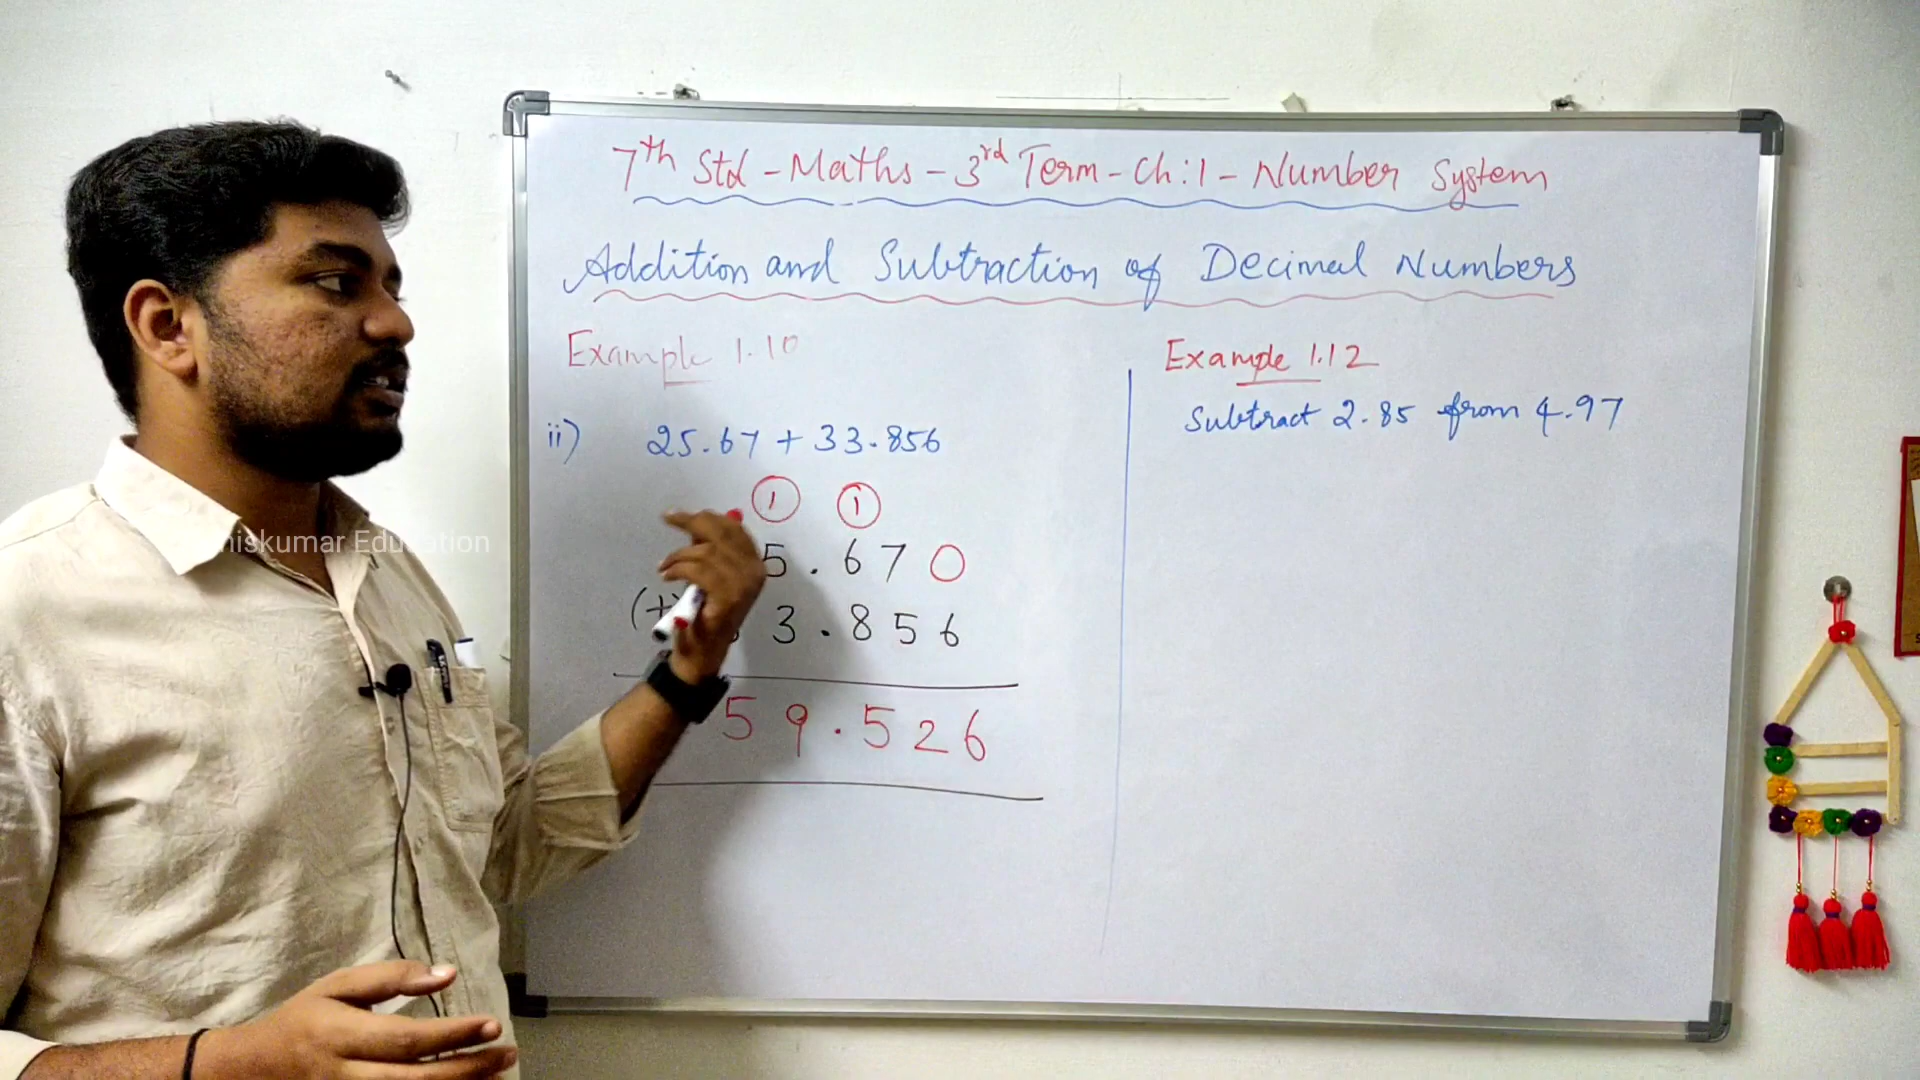 7th Std - Maths - 3rd Term - Ch:1 - Number System
Addition and Subtraction of Decimal Numbers
Example 1.10
ii) 25.67 + 33.856
1 1
5.670
(+) 3.856
59.526
Example 1.12
Subtract 2.85 from 4.97
Education